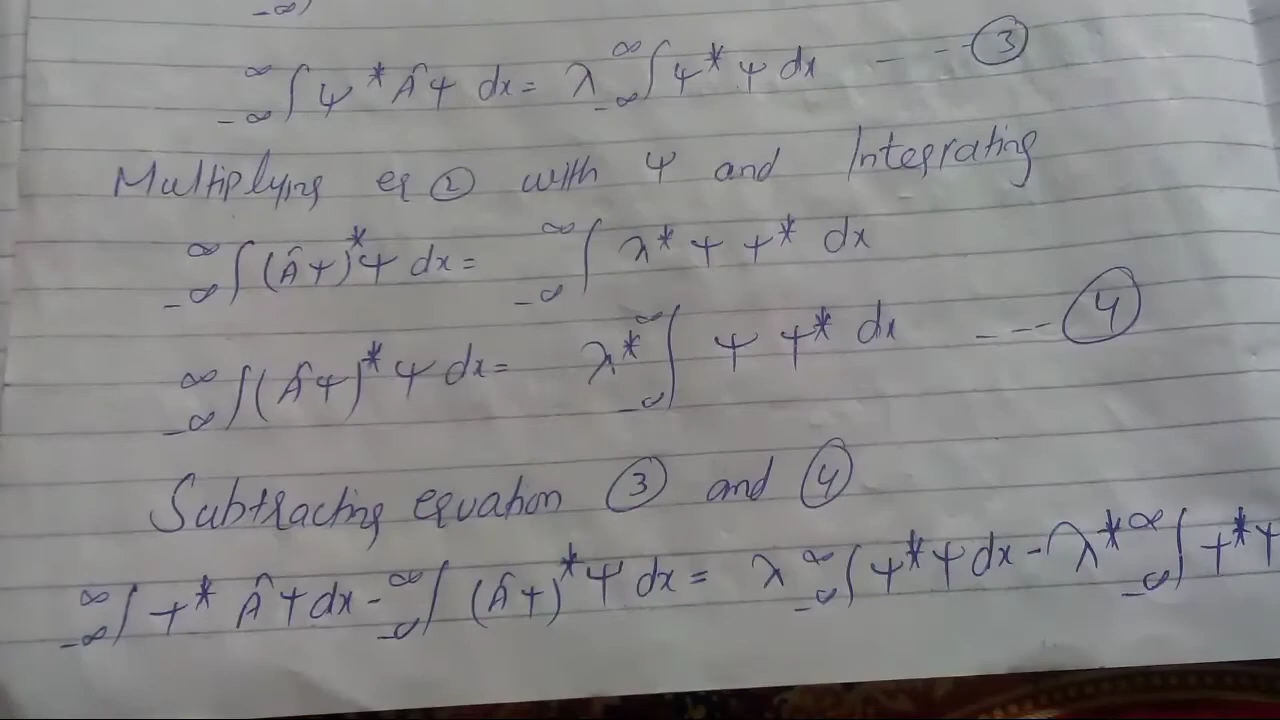 -∞)
∞ -∞ ∫ ψ* Âψ dx = λ ∞ -∞ ∫ ψ* ψ dx --- ③
Multiplying eq ② with ψ and Integrating
∞ -∞ ∫ (Âψ)* ψ dx = ∞ -∞ ∫ λ* ψ ψ* dx
∞ -∞ ∫ (Âψ)* ψ dx = λ* ∞ -∞ ∫ ψ ψ* dx ---- ④
Subtracting equation ③ and ④
∞ -∞ ∫ ψ* Âψ dx - ∞ -∞ ∫ (Âψ)* ψ dx = λ ∞ -∞ ∫ ψ* ψ dx - λ* ∞ -∞ ∫ ψ* ψ